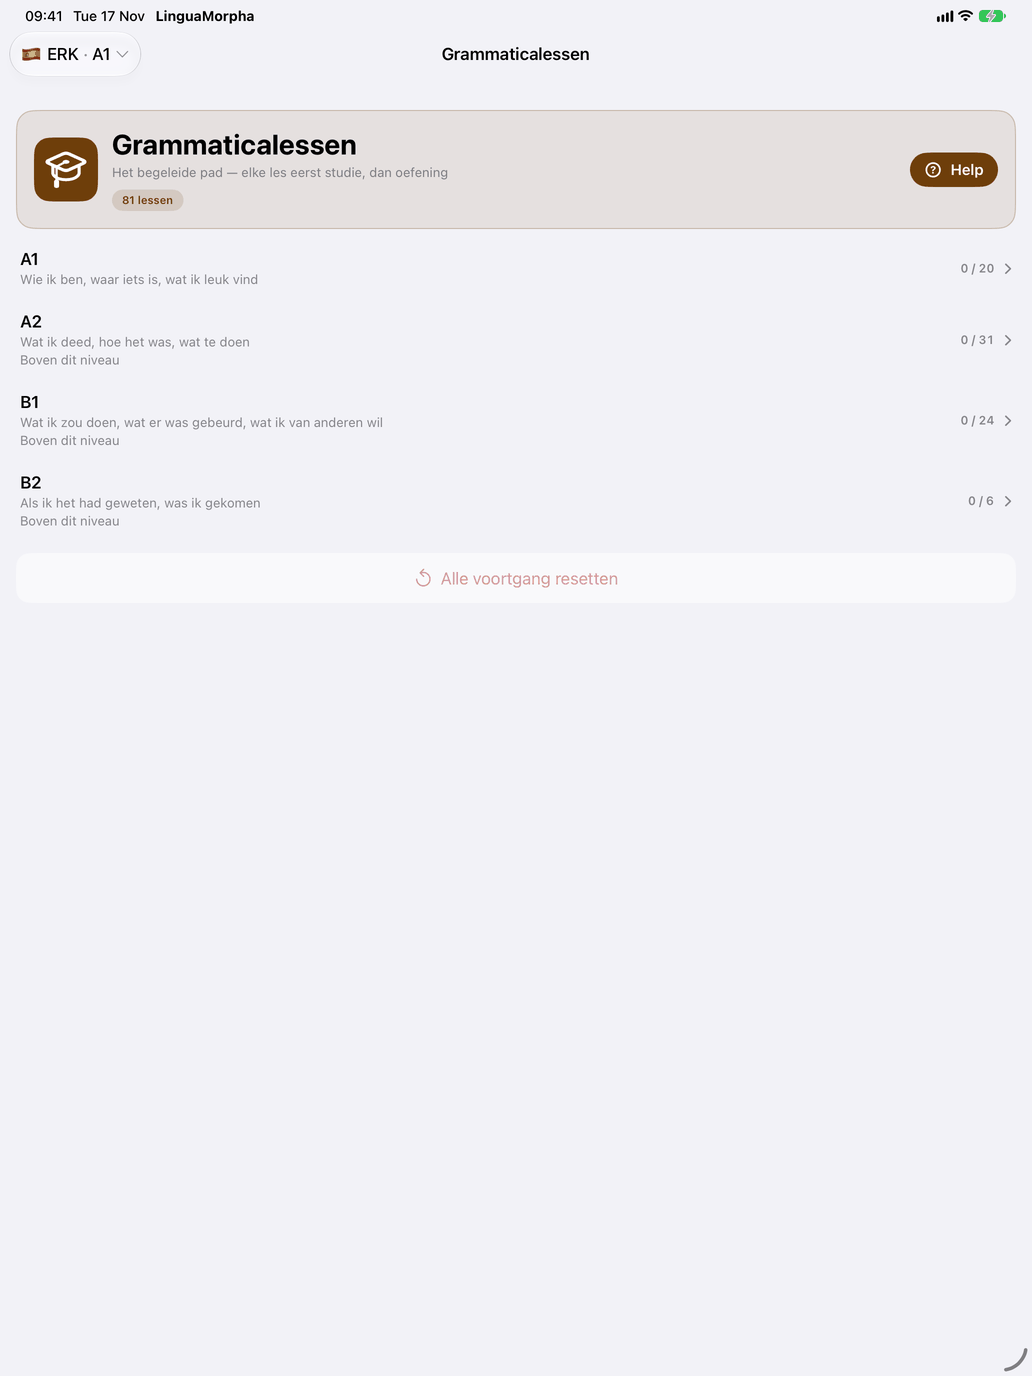 09:41 Tue 17 Nov LinguaMorpha
ERK · A1
Grammaticalessen
Grammaticalessen
Het begeleide pad — elke les eerst studie, dan oefening
81 lessen
Help
A1
Wie ik ben, waar iets is, wat ik leuk vind
0 / 20
A2
Wat ik deed, hoe het was, wat te doen
Boven dit niveau
0 / 31
B1
Wat ik zou doen, wat er was gebeurd, wat ik van anderen wil
Boven dit niveau
0 / 24
B2
Als ik het had geweten, was ik gekomen
Boven dit niveau
0 / 6
Alle voortgang resetten